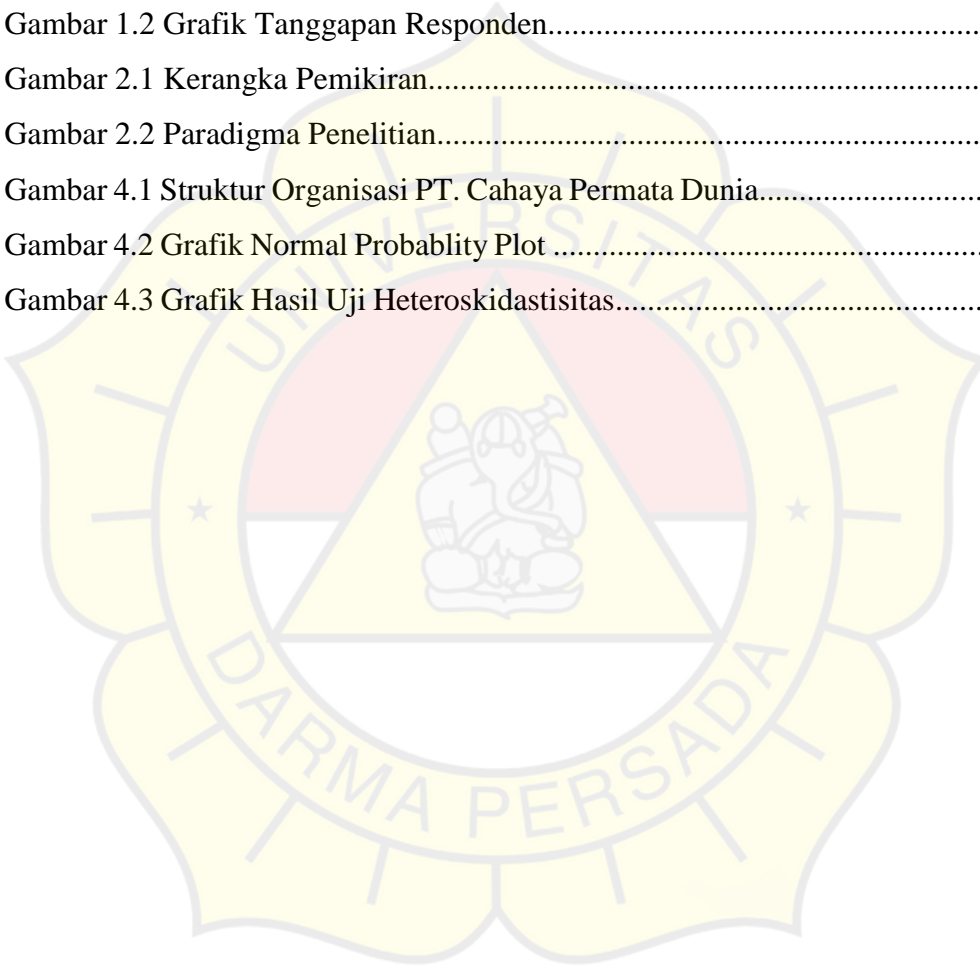 Gambar 1.2 Grafik Tanggapan Responden......................................................
Gambar 2.1 Kerangka Pemikiran.....................................................................
Gambar 2.2 Paradigma Penelitian....................................................................
Gambar 4.1 Struktur Organisasi PT. Cahaya Permata Dunia............................
Gambar 4.2 Grafik Normal Probablity Plot .....................................................
Gambar 4.3 Grafik Hasil Uji Heteroskidastisitas..............................................
UNIVERSITAS
DARMA PERSADA